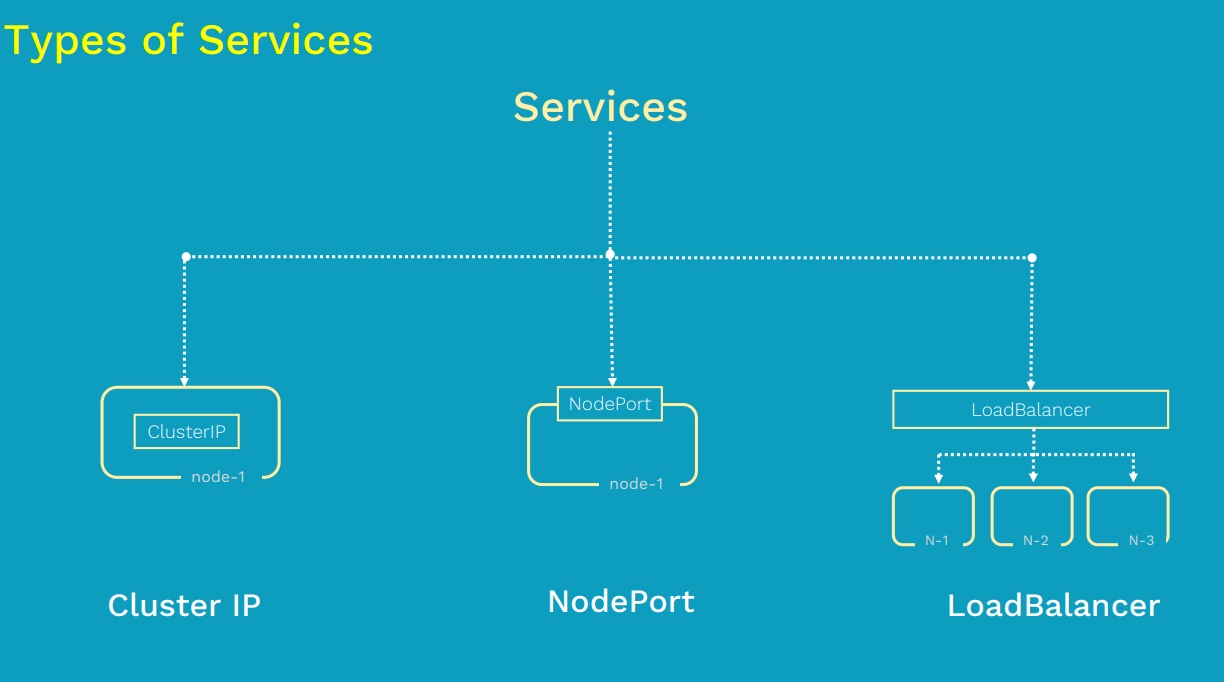 Types of Services
Services
ClusterIP
node-1
NodePort
node-1
LoadBalancer
N-1
N-2
N-3
Cluster IP
NodePort
LoadBalancer